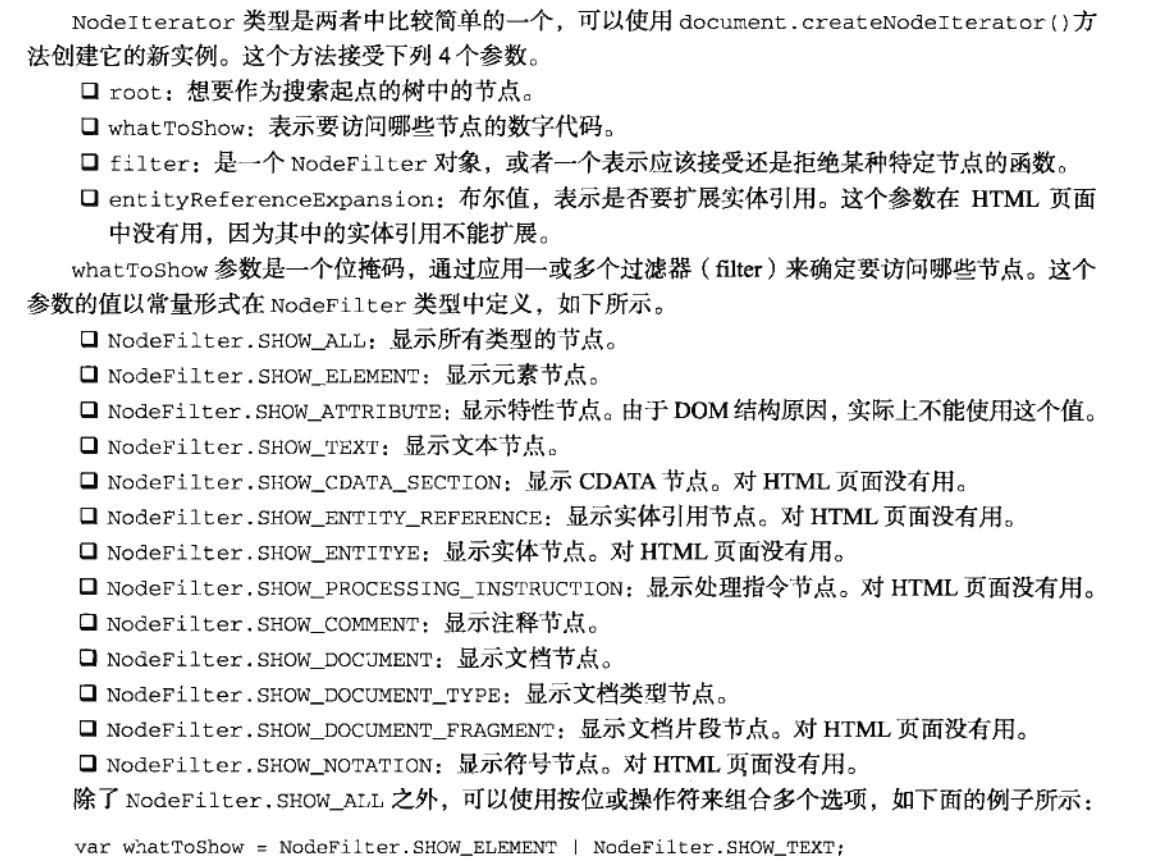 NodeIterator 类型是两者中比较简单的一个，可以使用 document.createNodeIterator()方
法创建它的新实例。这个方法接受下列 4 个参数。
❑ root：想要作为搜索起点的树中的节点。
❑ whatToShow：表示要访问哪些节点的数字代码。
❑ filter：是一个 NodeFilter 对象，或者一个表示应该接受还是拒绝某种特定节点的函数。
❑ entityReferenceExpansion：布尔值，表示是否要扩展实体引用。这个参数在 HTML 页面
中没有用，因为其中的实体引用不能扩展。
whatToShow 参数是一个位掩码，通过应用一或多个过滤器（filter）来确定要访问哪些节点。这个
参数的值以常量形式在 NodeFilter 类型中定义，如下所示。
❑ NodeFilter.SHOW_ALL：显示所有类型的节点。
❑ NodeFilter.SHOW_ELEMENT：显示元素节点。
❑ NodeFilter.SHOW_ATTRIBUTE：显示特性节点。由于 DOM 结构原因，实际上不能使用这个值。
❑ NodeFilter.SHOW_TEXT：显示文本节点。
❑ NodeFilter.SHOW_CDATA_SECTION：显示 CDATA 节点。对 HTML 页面没有用。
❑ NodeFilter.SHOW_ENTITY_REFERENCE：显示实体引用节点。对 HTML 页面没有用。
❑ NodeFilter.SHOW_ENTITYE：显示实体节点。对 HTML 页面没有用。
❑ NodeFilter.SHOW_PROCESSING_INSTRUCTION：显示处理指令节点。对 HTML 页面没有用。
❑ NodeFilter.SHOW_COMMENT：显示注释节点。
❑ NodeFilter.SHOW_DOCUMENT：显示文档节点。
❑ NodeFilter.SHOW_DOCUMENT_TYPE：显示文档类型节点。
❑ NodeFilter.SHOW_DOCUMENT_FRAGMENT：显示文档片段节点。对 HTML 页面没有用。
❑ NodeFilter.SHOW_NOTATION：显示符号节点。对 HTML 页面没有用。
除了 NodeFilter.SHOW_ALL 之外，可以使用按位或操作符来组合多个选项，如下面的例子所示：
var whatToShow = NodeFilter.SHOW_ELEMENT | NodeFilter.SHOW_TEXT;